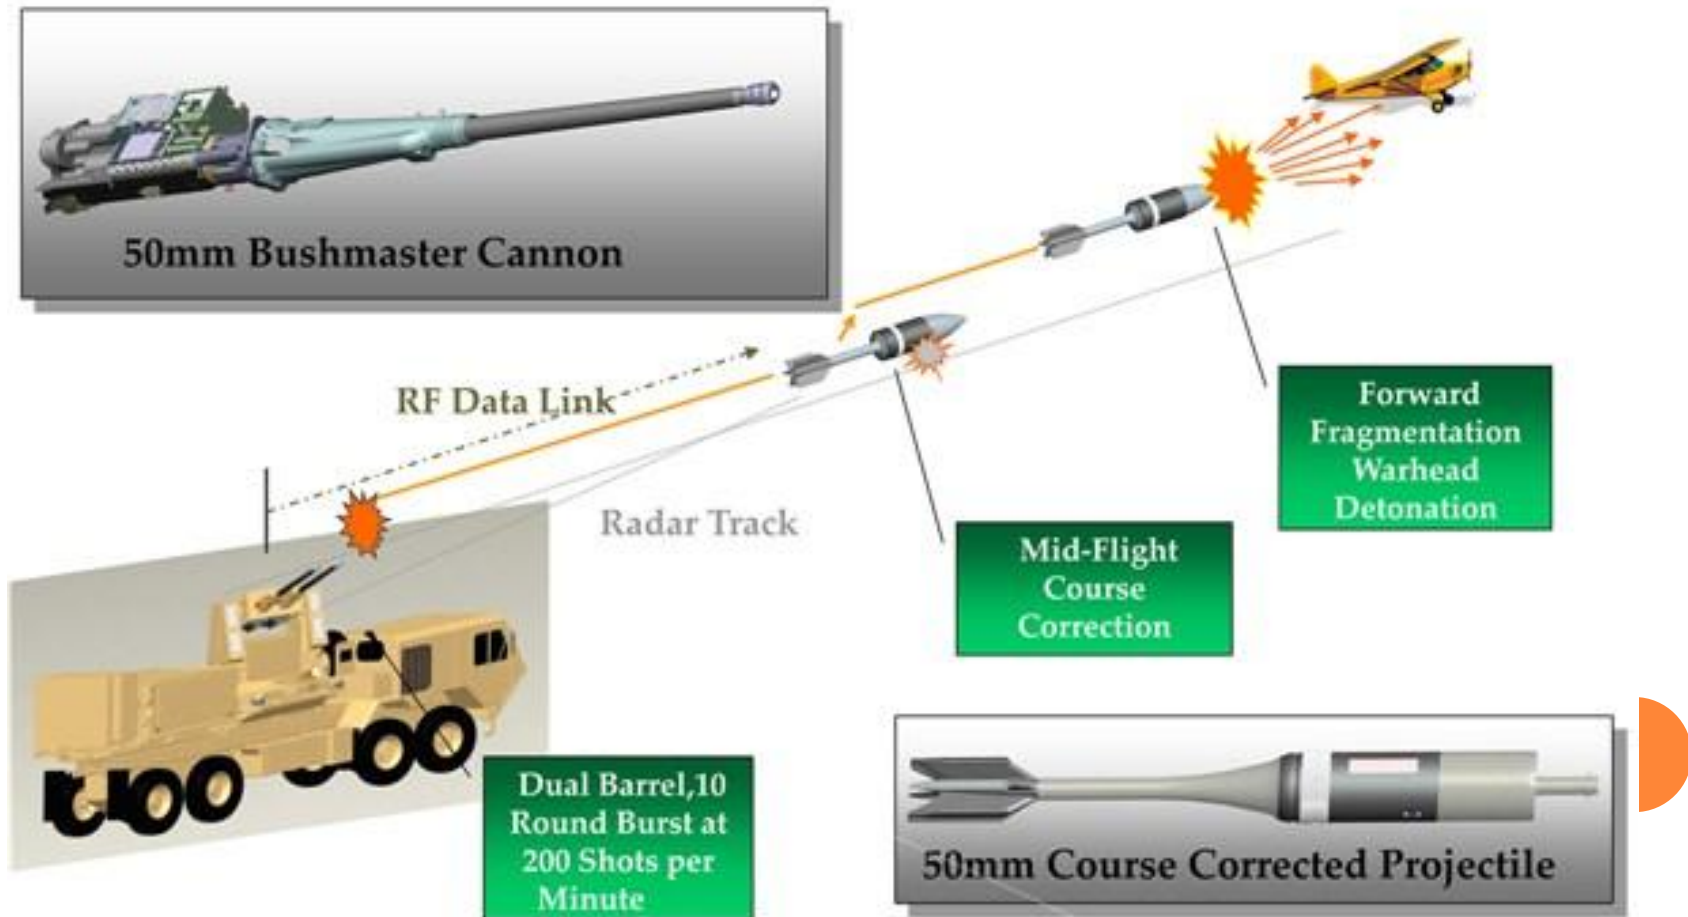 50mm Bushmaster Cannon
RF Data Link
Radar Track
Forward
Fragmentation
Warhead
Detonation
Mid-Flight
Course
Correction
Dual Barrel,10
Round Burst at
200 Shots per
Minute
50mm Course Corrected Projectile